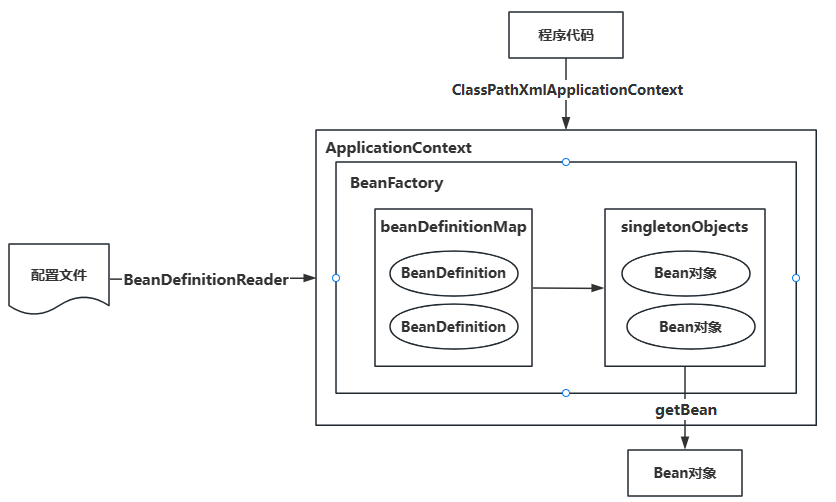 程序代码
ClassPathXmlApplicationContext
ApplicationContext
BeanFactory
beanDefinitionMap
singletonObjects
配置文件
BeanDefinitionReader
BeanDefinition
Bean对象
BeanDefinition
Bean对象
getBean
Bean对象